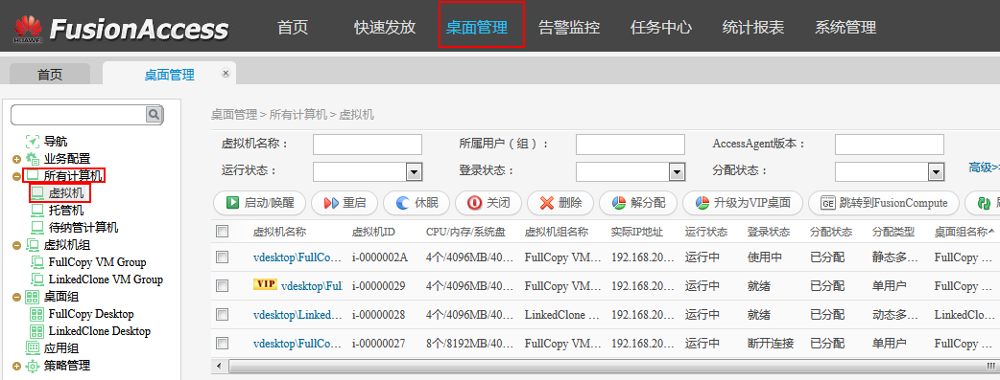 HUAWEI FusionAccess 首页 快速发放 桌面管理 告警监控 任务中心 统计报表 系统管理
首页 桌面管理
桌面管理 > 所有计算机 > 虚拟机
导航
业务配置
所有计算机
虚拟机
托管机
待纳管计算机
虚拟机组
FullCopy VM Group
LinkedClone VM Group
桌面组
FullCopy Desktop
LinkedClone Desktop
应用组
策略管理
虚拟机名称: 所属用户（组）: AccessAgent版本:
运行状态: 登录状态: 分配状态: 高级>>
启动/唤醒 重启 休眠 关闭 删除 解分配 升级为VIP桌面 GE 跳转到FusionCompute
虚拟机名称 虚拟机ID CPU/内存/系统盘 虚拟机组名称 实际IP地址 运行状态 登录状态 分配状态 分配类型 桌面组名称
vdesktop\FullCo... i-0000002A 4个/4096MB/40... FullCopy VM... 192.168.20... 运行中 使用中 已分配 静态多... FullCopy ...
VIP vdesktop\Ful i-00000029 4个/4096MB/40... FullCopy VM... 192.168.20... 运行中 就绪 已分配 单用户 FullCopy ...
vdesktop\Linked... i-00000028 4个/4096MB/40... LinkedClone ... 192.168.20... 运行中 就绪 已分配 动态多... LinkedClo...
vdesktop\FullCo... i-00000027 8个/8192MB/40... FullCopy VM... 192.168.20... 运行中 断开连接 已分配 单用户 FullCopy ...